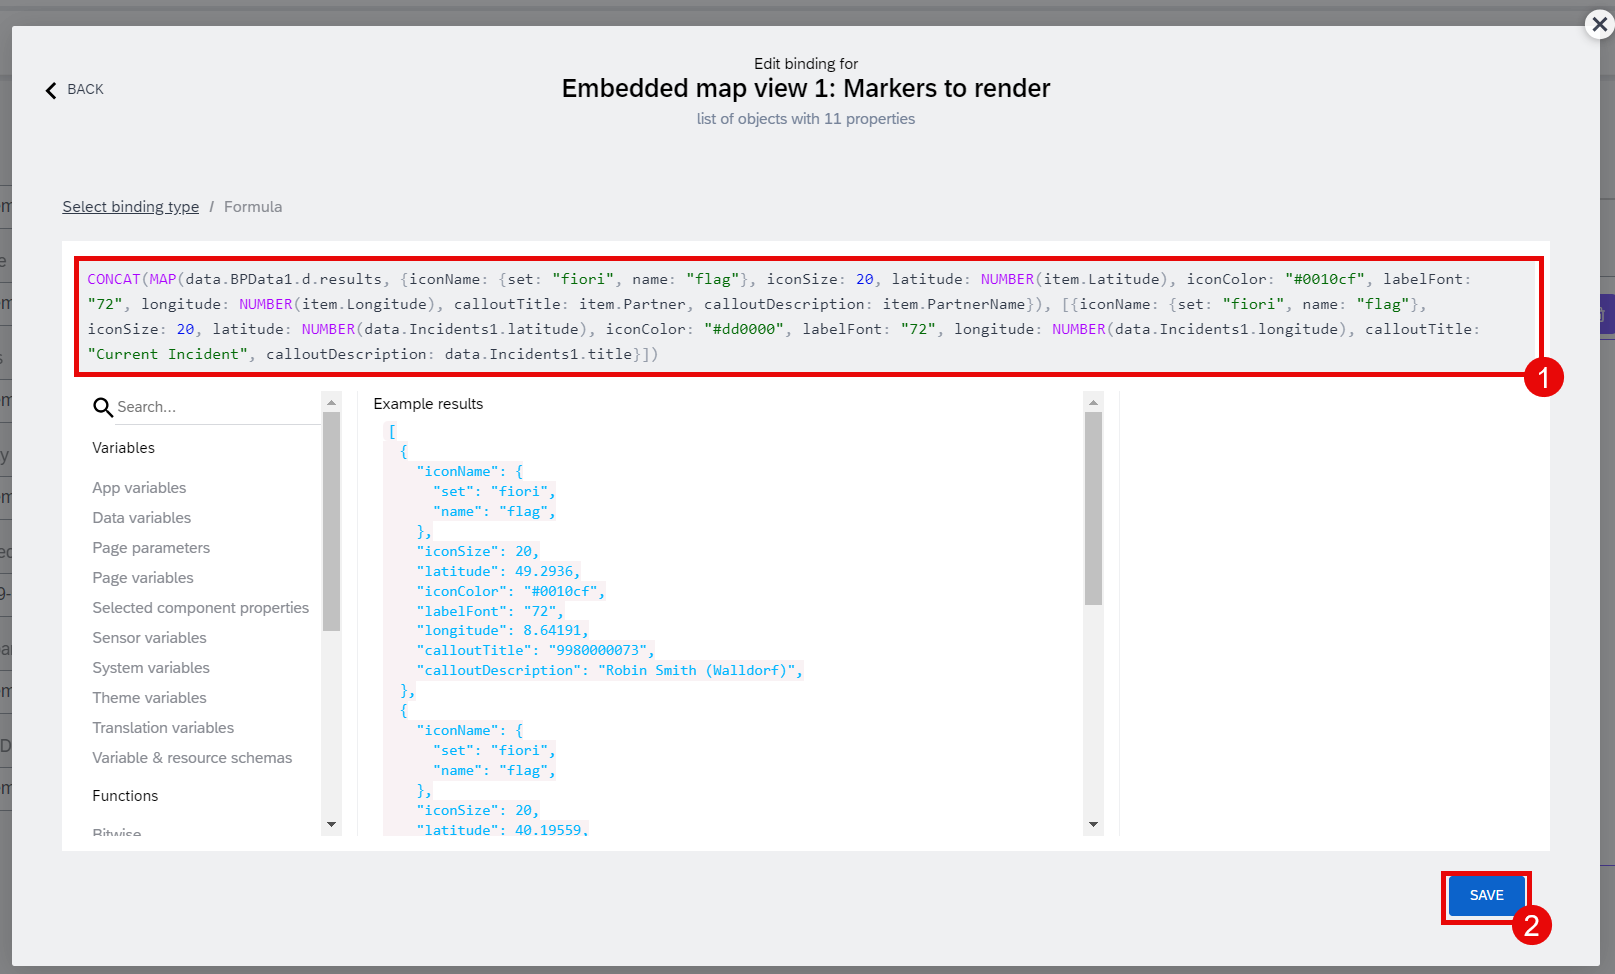 Edit binding for
BACK
Embedded map view 1: Markers to render
list of objects with 11 properties
Select binding type / Formula
CONCAT(MAP(data.BPData1.d.results, {iconName: {set: "fiori", name: "flag"}, iconSize: 20, latitude: NUMBER(item.Latitude), iconColor: "#0010cf", labelFont:
"72", longitude: NUMBER(item.Longitude), calloutTitle: item.Partner, calloutDescription: item.PartnerName}), [{iconName: {set: "fiori", name: "flag"},
iconSize: 20, latitude: NUMBER(data.Incidents1.latitude), iconColor: "#dd0000", labelFont: "72", longitude: NUMBER(data.Incidents1.longitude), calloutTitle:
"Current Incident", calloutDescription: data.Incidents1.title}])
1
Search...
Variables
App variables
Data variables
Page parameters
Page variables
Selected component properties
Sensor variables
System variables
Theme variables
Translation variables
Variable & resource schemas
Functions
Bitwise
Example results
[
{
"iconName": {
"set": "fiori",
"name": "flag",
},
"iconSize": 20,
"latitude": 49.2936,
"iconColor": "#0010cf",
"labelFont": "72",
"longitude": 8.64191,
"calloutTitle": "9980000073",
"calloutDescription": "Robin Smith (Walldorf)",
},
{
"iconName": {
"set": "fiori",
"name": "flag",
},
"iconSize": 20,
"latitude": 40.19559,
SAVE
2